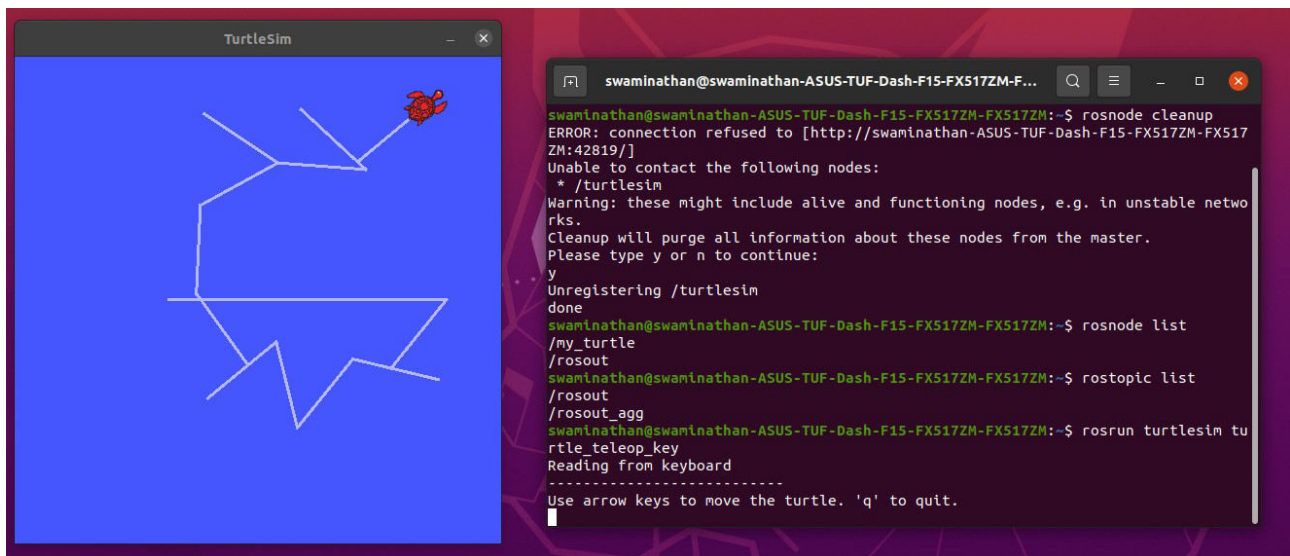 TurtleSim
swaminathan@swaminathan-ASUS-TUF-Dash-F15-FX517ZM-F...
swaminathan@swaminathan-ASUS-TUF-Dash-F15-FX517ZM-FX517ZM:~$ rosnode cleanup
ERROR: connection refused to [http://swaminathan-ASUS-TUF-Dash-F15-FX517ZM-FX517
ZM:42819/]
Unable to contact the following nodes:
* /turtlesim
Warning: these might include alive and functioning nodes, e.g. in unstable netwo
rks.
Cleanup will purge all information about these nodes from the master.
Please type y or n to continue:
y
Unregistering /turtlesim
done
swaminathan@swaminathan-ASUS-TUF-Dash-F15-FX517ZM-FX517ZM:~$ rosnode list
/my_turtle
/rosout
swaminathan@swaminathan-ASUS-TUF-Dash-F15-FX517ZM-FX517ZM:~$ rostopic list
/rosout
/rosout_agg
swaminathan@swaminathan-ASUS-TUF-Dash-F15-FX517ZM-FX517ZM:~$ rosrun turtlesim tu
rtle_teleop_key
Reading from keyboard
---------------------------
Use arrow keys to move the turtle. 'q' to quit.